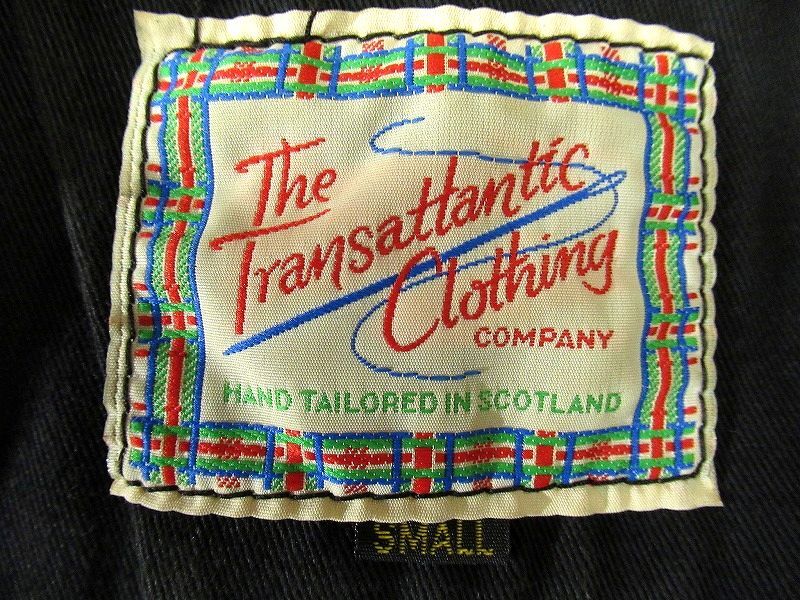 The
Transatlantic
Clothing
COMPANY
HAND TAILORED IN SCOTLAND
SMALL